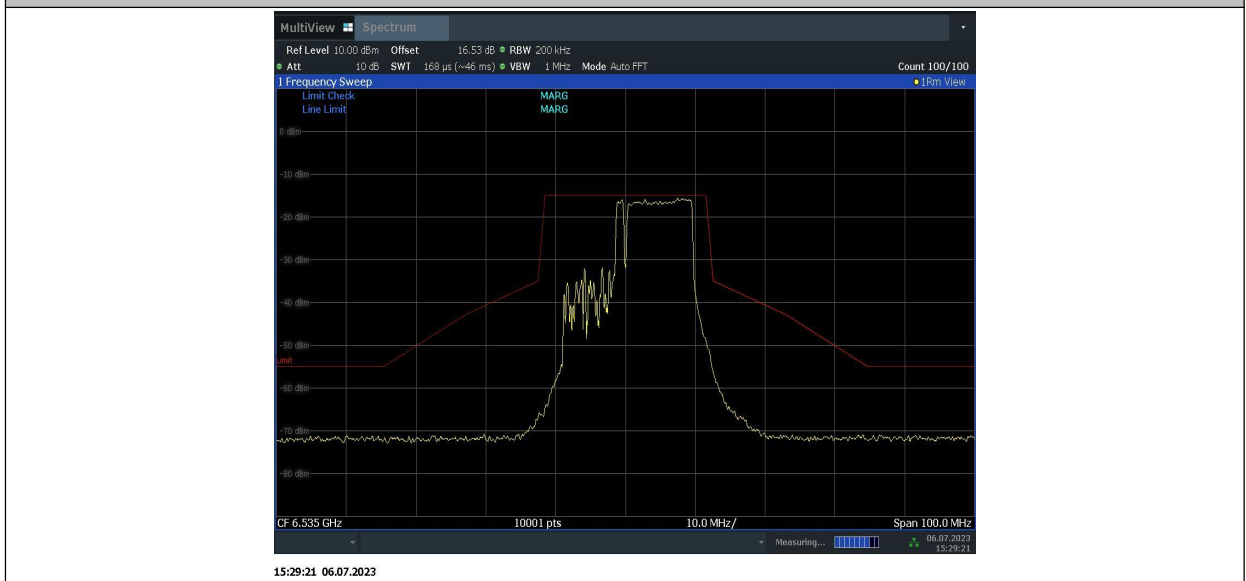 MultiView Spectrum
Ref Level 10.00 dBm Offset 16.53 dB RBW 200 kHz
Att 10 dB SWT 168 µs (~46 ms) VBW 1 MHz Mode Auto FFT Count 100/100
1 Frequency Sweep 1Rm View
Limit Check MARG
Line Limit MARG
0 dBm
-10 dBm
-20 dBm
-30 dBm
-40 dBm
-50 dBm
Limit
-60 dBm
-70 dBm
-80 dBm
CF 6.535 GHz 10001 pts 10.0 MHz/ Span 100.0 MHz
Measuring... 06.07.2023
15:29:21
15:29:21 06.07.2023